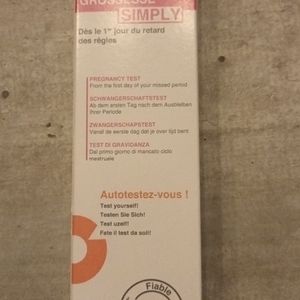 GROSSESSE
SIMPLY
Dès le 1er jour du retard
des règles
PREGNANCY TEST
From the first day of your missed period
SCHWANGERSCHAFTSTEST
Ab dem ersten Tag nach dem Ausbleiben
Ihrer Periode
ZWANGERSCHAPSTEST
Vanaf de eerste dag dat je over tijd bent
TEST DI GRAVIDANZA
Dal primo giorno di mancato ciclo
mestruale
Autotestez-vous !
Test yourself!
Testen Sie Sich!
Test uzelf!
Fate il test da soli!
Fiable